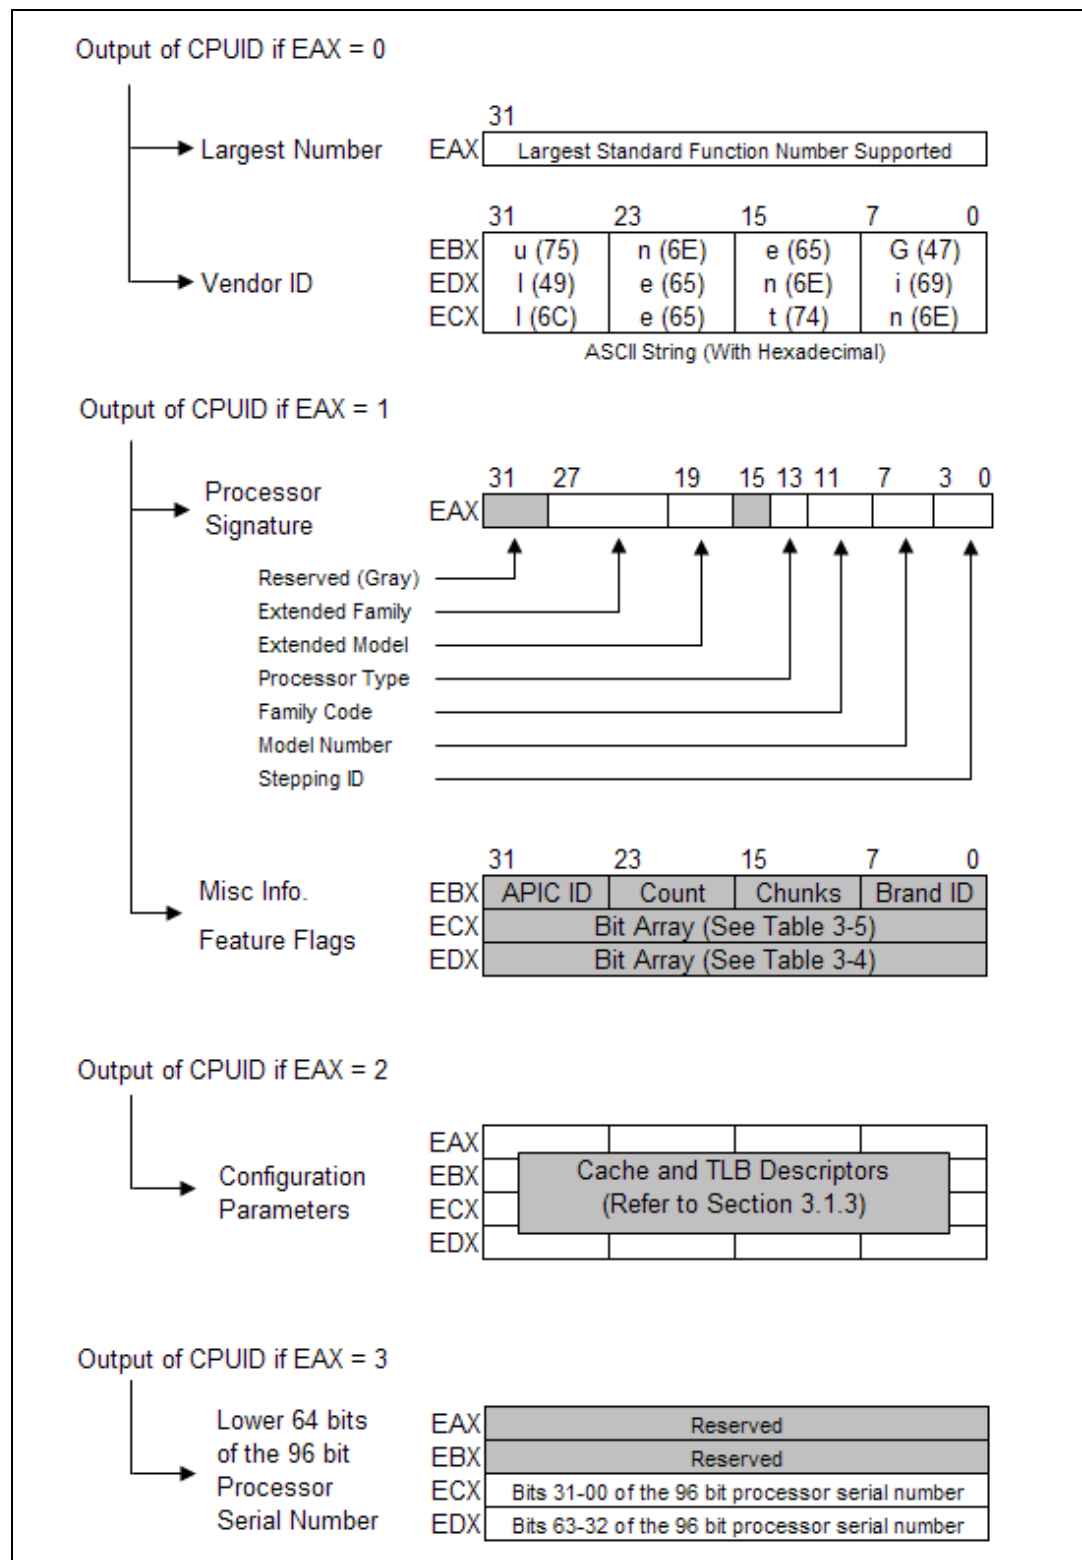 Output of CPUID if EAX = 0
31
Largest Number EAX Largest Standard Function Number Supported
31 23 15 7 0
EBX u (75) n (6E) e (65) G (47)
Vendor ID EDX I (49) e (65) n (6E) i (69)
ECX l (6C) e (65) t (74) n (6E)
ASCII String (With Hexadecimal)
Output of CPUID if EAX = 1
31 27 19 15 13 11 7 3 0
Processor
Signature
EAX
Reserved (Gray)
Extended Family
Extended Model
Processor Type
Family Code
Model Number
Stepping ID
31 23 15 7 0
Misc Info. EBX APIC ID Count Chunks Brand ID
ECX Bit Array (See Table 3-5)
Feature Flags
EDX Bit Array (See Table 3-4)
Output of CPUID if EAX = 2
EAX
Configuration EBX Cache and TLB Descriptors
Parameters ECX (Refer to Section 3.1.3)
EDX
Output of CPUID if EAX = 3
Lower 64 bits EAX Reserved
of the 96 bit EBX Reserved
Processor ECX Bits 31-00 of the 96 bit processor serial number
Serial Number EDX Bits 63-32 of the 96 bit processor serial number